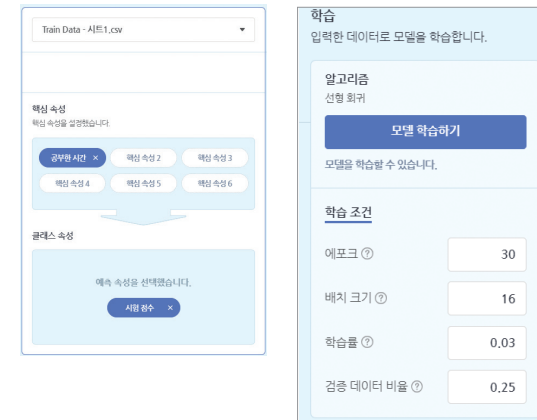 Train Data - 시트1.csv
핵심 속성
핵심 속성을 설정했습니다.
공부한 시간 ×
핵심 속성 2
핵심 속성 3
핵심 속성 4
핵심 속성 5
핵심 속성 6
클래스 속성
예측 속성을 선택했습니다.
시험 점수 ×
학습
입력한 데이터로 모델을 학습합니다.
알고리즘
선형 회귀
모델 학습하기
모델을 학습할 수 있습니다.
학습 조건
에포크 ? 30
배치 크기 ? 16
학습률 ? 0.03
검증 데이터 비율 ? 0.25